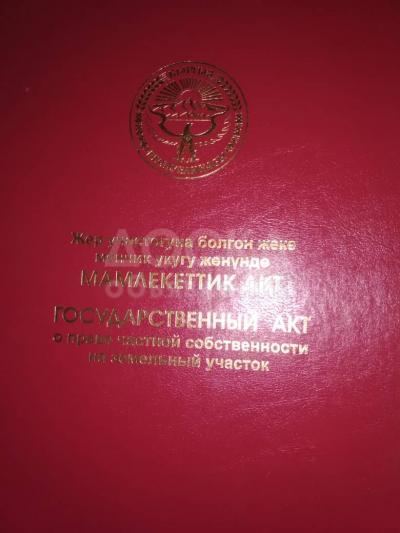 Жер участогуна болгон жеке
менчик укугу жөнүндө
МАМЛЕКЕТТИК АКТ
ГОСУДАРСТВЕННЫЙ АКТ
о праве частной собственности
на земельный участок